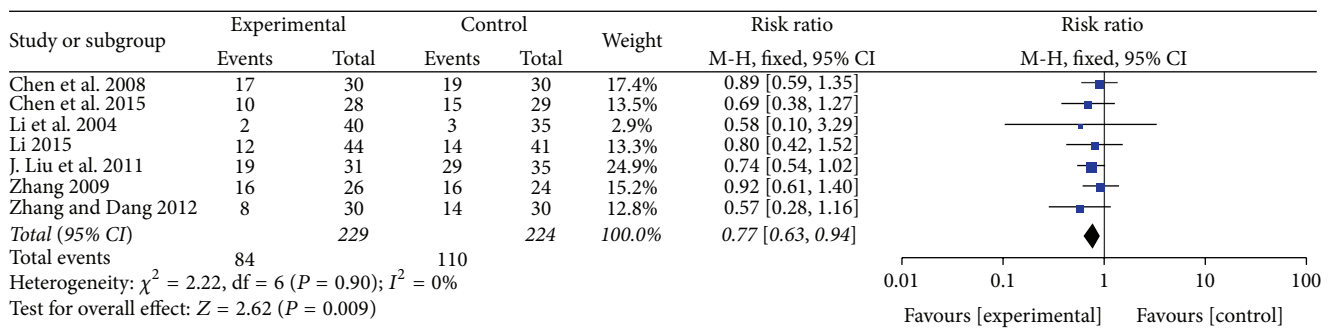 Study or subgroup Experimental Control Weight Risk ratio Risk ratio
Events Total Events Total M-H, fixed, 95% CI M-H, fixed, 95% CI
Chen et al. 2008 17 30 19 30 17.4% 0.89 [0.59, 1.35]
Chen et al. 2015 10 28 15 29 13.5% 0.69 [0.38, 1.27]
Li et al. 2004 2 40 3 35 2.9% 0.58 [0.10, 3.29]
Li 2015 12 44 14 41 13.3% 0.80 [0.42, 1.52]
J. Liu et al. 2011 19 31 29 35 24.9% 0.74 [0.54, 1.02]
Zhang 2009 16 26 16 24 15.2% 0.92 [0.61, 1.40]
Zhang and Dang 2012 8 30 14 30 12.8% 0.57 [0.28, 1.16]
Total (95% CI) 229 224 100.0% 0.77 [0.63, 0.94]
Total events 84 110
Heterogeneity: χ² = 2.22, df = 6 (P = 0.90); I² = 0%
Test for overall effect: Z = 2.62 (P = 0.009)
0.01 0.1 1 10 100
Favours [experimental] Favours [control]